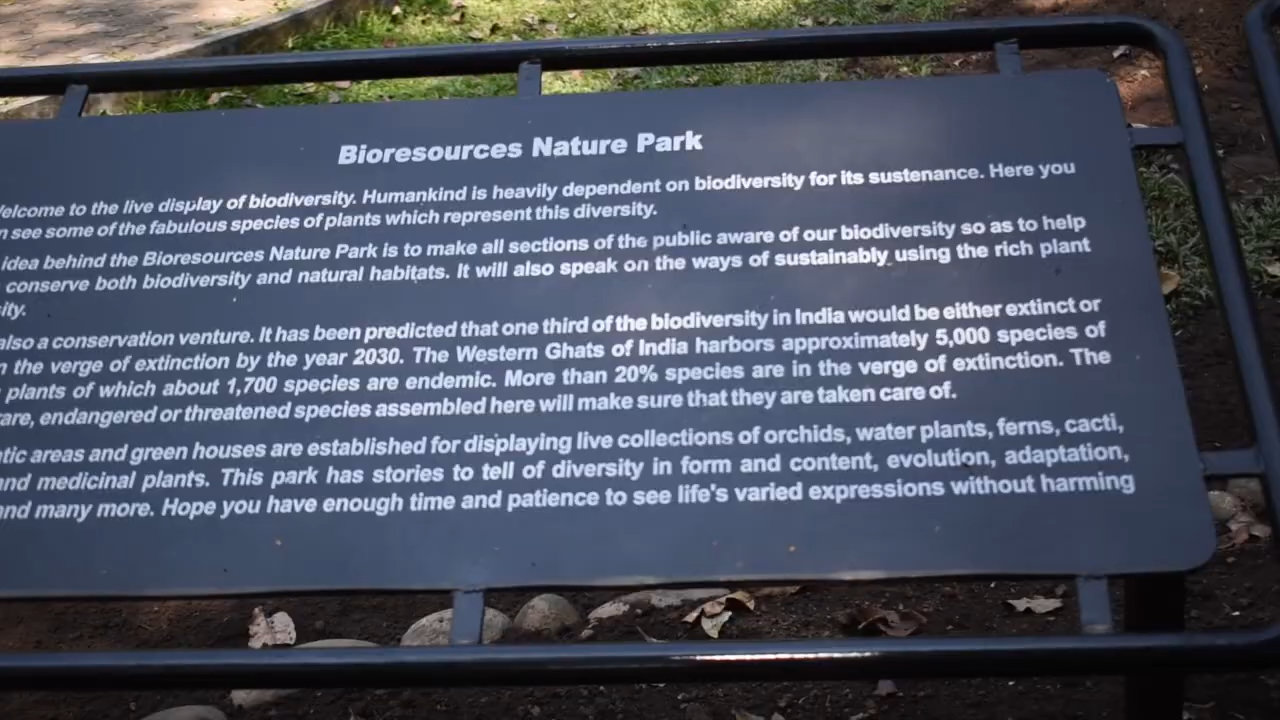 Bioresources Nature Park
Welcome to the live display of biodiversity. Humankind is heavily dependent on biodiversity for its sustenance. Here you
see some of the fabulous species of plants which represent this diversity.
idea behind the Bioresources Nature Park is to make all sections of the public aware of our biodiversity so as to help
conserve both biodiversity and natural habitats. It will also speak on the ways of sustainably using the rich plant
also a conservation venture. It has been predicted that one third of the biodiversity in India would be either extinct or
the verge of extinction by the year 2030. The Western Ghats of India harbors approximately 5,000 species of
plants of which about 1,700 species are endemic. More than 20% species are in the verge of extinction. The
endangered or threatened species assembled here will make sure that they are taken care of.
areas and green houses are established for displaying live collections of orchids, water plants, ferns, cacti,
and medicinal plants. This park has stories to tell of diversity in form and content, evolution, adaptation,
and many more. Hope you have enough time and patience to see life's varied expressions without harming